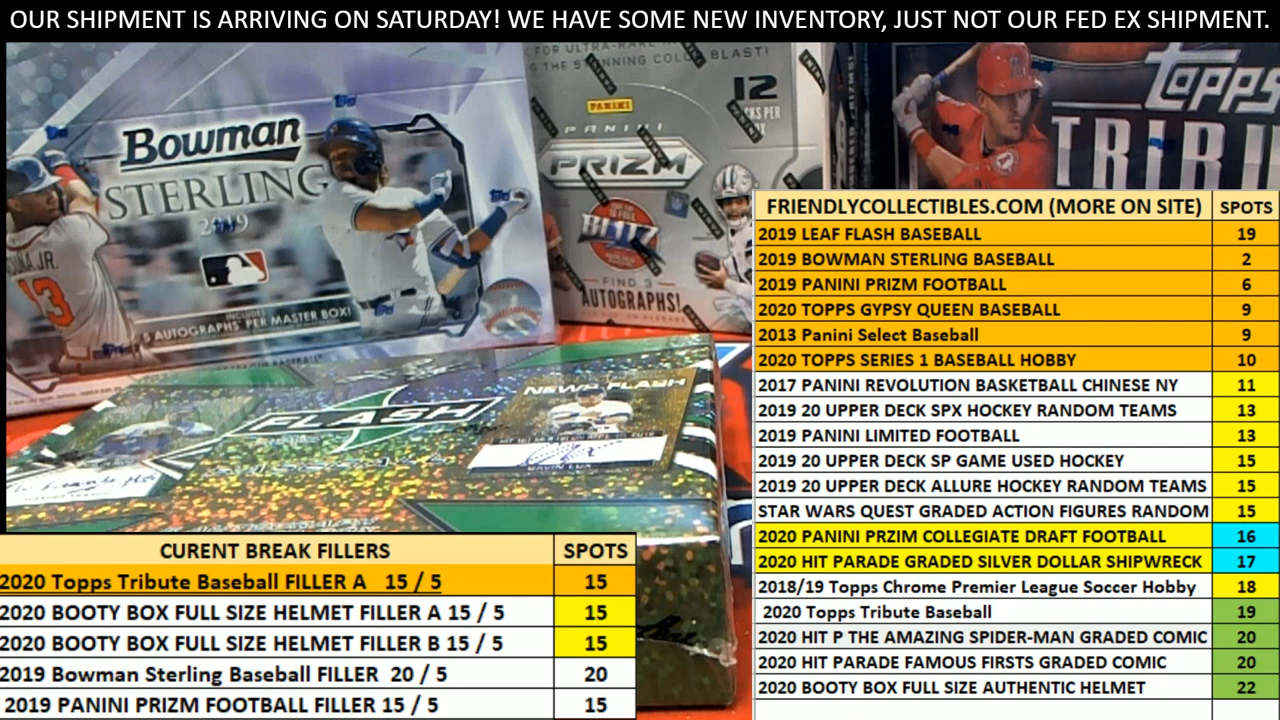 OUR SHIPMENT IS ARRIVING ON SATURDAY! WE HAVE SOME NEW INVENTORY, JUST NOT OUR FED EX SHIPMENT.
FOR ULTRA-RARE
BLAST!
Bowman
STERLING
2019
5 AUTOGRAPHS PER MASTER BOX!
13
PANINI
PANINI
PRIZM
12
BLITZ
FIND 3
AUTOGRAPHS!
Topps
TRIBU
FLASH
NEWS FLASH
GAVIN LUX
FRIENDLYCOLLECTIBLES.COM (MORE ON SITE) SPOTS
2019 LEAF FLASH BASEBALL 19
2019 BOWMAN STERLING BASEBALL 2
2019 PANINI PRIZM FOOTBALL 6
2020 TOPPS GYPSY QUEEN BASEBALL 9
2013 Panini Select Baseball 9
2020 TOPPS SERIES 1 BASEBALL HOBBY 10
2017 PANINI REVOLUTION BASKETBALL CHINESE NY 11
2019 20 UPPER DECK SPX HOCKEY RANDOM TEAMS 13
2019 PANINI LIMITED FOOTBALL 13
2019 20 UPPER DECK SP GAME USED HOCKEY 15
2019 20 UPPER DECK ALLURE HOCKEY RANDOM TEAMS 15
STAR WARS QUEST GRADED ACTION FIGURES RANDOM 15
2020 PANINI PRZIM COLLEGIATE DRAFT FOOTBALL 16
2020 HIT PARADE GRADED SILVER DOLLAR SHIPWRECK 17
2018/19 Topps Chrome Premier League Soccer Hobby 18
2020 Topps Tribute Baseball 19
2020 HIT P THE AMAZING SPIDER-MAN GRADED COMIC 20
2020 HIT PARADE FAMOUS FIRSTS GRADED COMIC 20
2020 BOOTY BOX FULL SIZE AUTHENTIC HELMET 22
CURENT BREAK FILLERS SPOTS
2020 Topps Tribute Baseball FILLER A 15 / 5 15
2020 BOOTY BOX FULL SIZE HELMET FILLER A 15 / 5 15
2020 BOOTY BOX FULL SIZE HELMET FILLER B 15 / 5 15
2019 Bowman Sterling Baseball FILLER 20 / 5 20
2019 PANINI PRIZM FOOTBALL FILLER 15 / 5 15